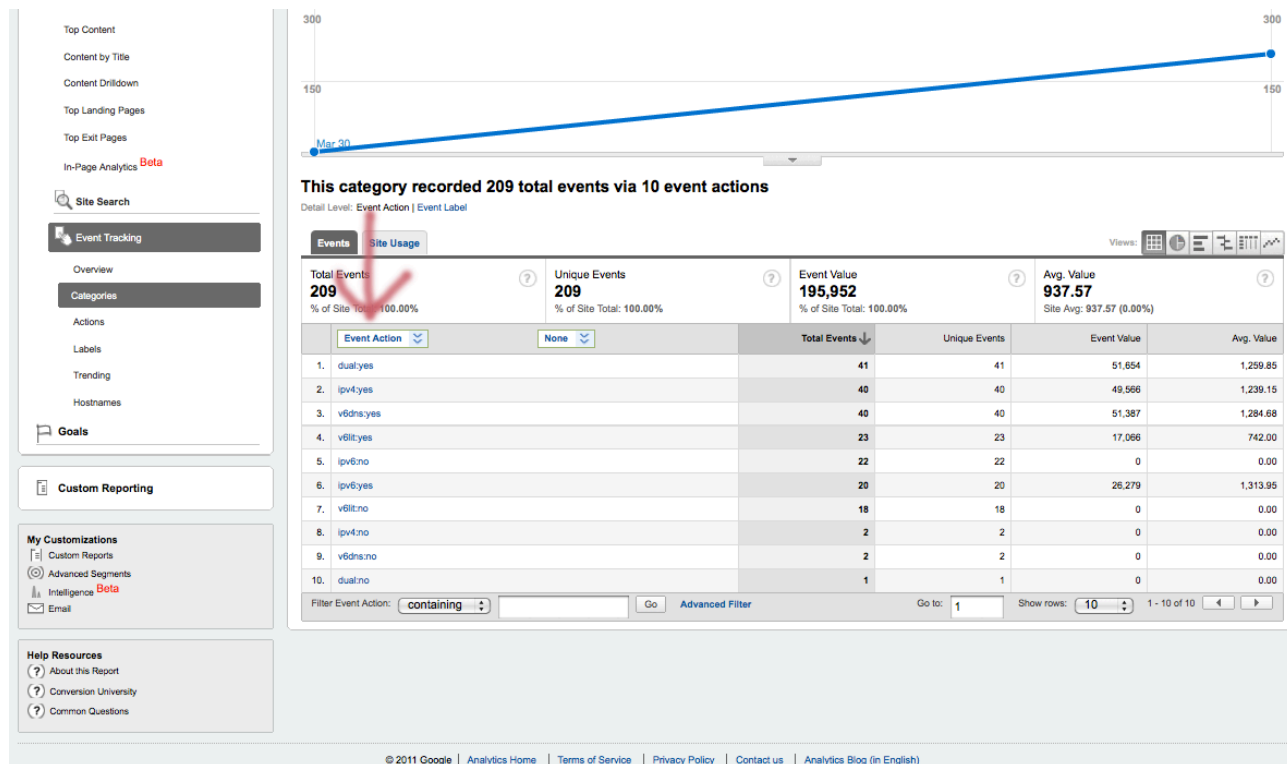 300
300
Top Content
Content by Title
Content Drilldown
150
150
Top Landing Pages
Top Exit Pages
Mar 30
In-Page Analytics Beta
This category recorded 209 total events via 10 event actions
Site Search
Detail Level: Event Action | Event Label
Event Tracking
Events
Site Usage
Views:
Overview
Total Events
?
Unique Events
?
Event Value
?
Avg. Value
?
Categories
209
209
195,952
937.57
% of Site Total: 100.00%
% of Site Total: 100.00%
% of Site Total: 100.00%
Site Avg: 937.57 (0.00%)
Actions
Event Action
None
Total Events
Unique Events
Event Value
Avg. Value
Labels
1. dual:yes 41 41 51,654 1,259.85
Trending
2. ipv4:yes 40 40 49,566 1,239.15
Hostnames
3. v6dns:yes 40 40 51,387 1,284.68
Goals
4. v6lit:yes 23 23 17,066 742.00
5. ipv6:no 22 22 0 0.00
6. ipv6:yes 20 20 26,279 1,313.95
Custom Reporting
7. v6lit:no 18 18 0 0.00
8. ipv4:no 2 2 0 0.00
My Customizations
9. v6dns:no 2 2 0 0.00
Custom Reports
Advanced Segments
10. dual:no 1 1 0 0.00
Intelligence Beta
Filter Event Action: containing Go Advanced Filter Go to: 1 Show rows: 10 1 - 10 of 10
Email
Help Resources
? About this Report
? Conversion University
? Common Questions
© 2011 Google | Analytics Home | Terms of Service | Privacy Policy | Contact us | Analytics Blog (in English)